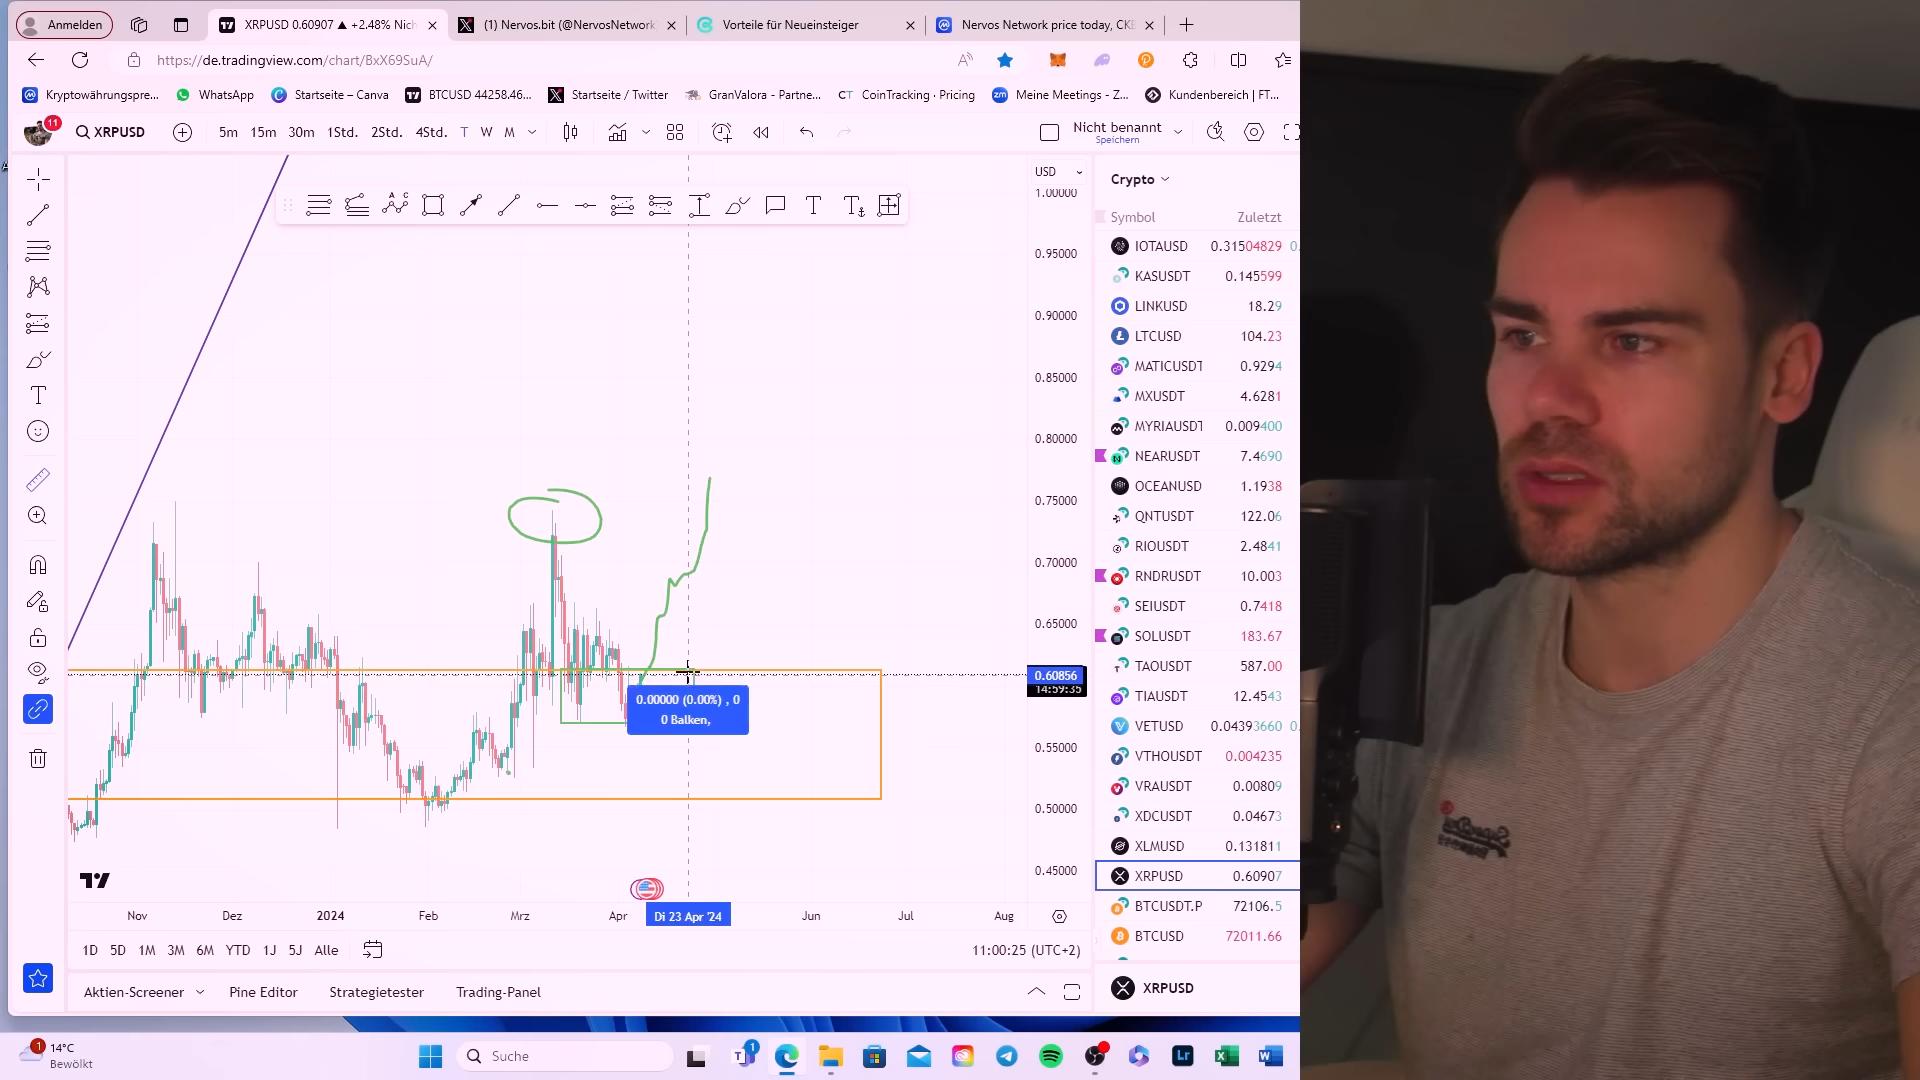 Anmelden
XRPUSD 0.60907 ▲ +2.48% Nich
(1) Nervos.bit (@NervosNetwork
Vorteile für Neueinsteiger
Nervos Network price today, CKB
https://de.tradingview.com/chart/BxX69SuA/
Kryptowährungspre...
WhatsApp
Startseite – Canva
BTCUSD 44258.46...
Startseite / Twitter
GranValora - Partne...
CoinTracking · Pricing
Meine Meetings - Z...
Kundenbereich | FT...
11
XRPUSD
5m 15m 30m 1Std. 2Std. 4Std. T W M
Nicht benannt
Speichern
USD
1.00000
0.95000
0.90000
0.85000
0.80000
0.75000
0.70000
0.65000
0.60856
14:59:35
0.55000
0.50000
0.45000
0.00000 (0.00%) , 0
0 Balken,
Nov Dez 2024 Feb Mrz Apr Di 23 Apr '24 Jun Jul Aug
1D 5D 1M 3M 6M YTD 1J 5J Alle
11:00:25 (UTC+2)
Aktien-Screener Pine Editor Strategietester Trading-Panel
Crypto
Symbol Zuletzt
IOTAUSD 0.31504829 0.
KASUSDT 0.145599
LINKUSD 18.29
LTCUSD 104.23
MATICUSDT 0.9294
MXUSDT 4.6281
MYRIAUSDT 0.009400
NEARUSDT 7.4690
OCEANUSD 1.1938
QNTUSDT 122.06
RIOUSDT 2.4841
RNDRUSDT 10.003
SEIUSDT 0.7418
SOLUSDT 183.67
TAOUSDT 587.00
TIAUSDT 12.4543
VETUSD 0.04393660 0.
VTHOUSDT 0.004235
VRAUSDT 0.00809
XDCUSDT 0.04673
XLMUSD 0.131811
XRPUSD 0.60907
BTCUSDT.P 72106.5
BTCUSD 72011.66
XRPUSD
1
14°C
Bewölkt
Suche
1